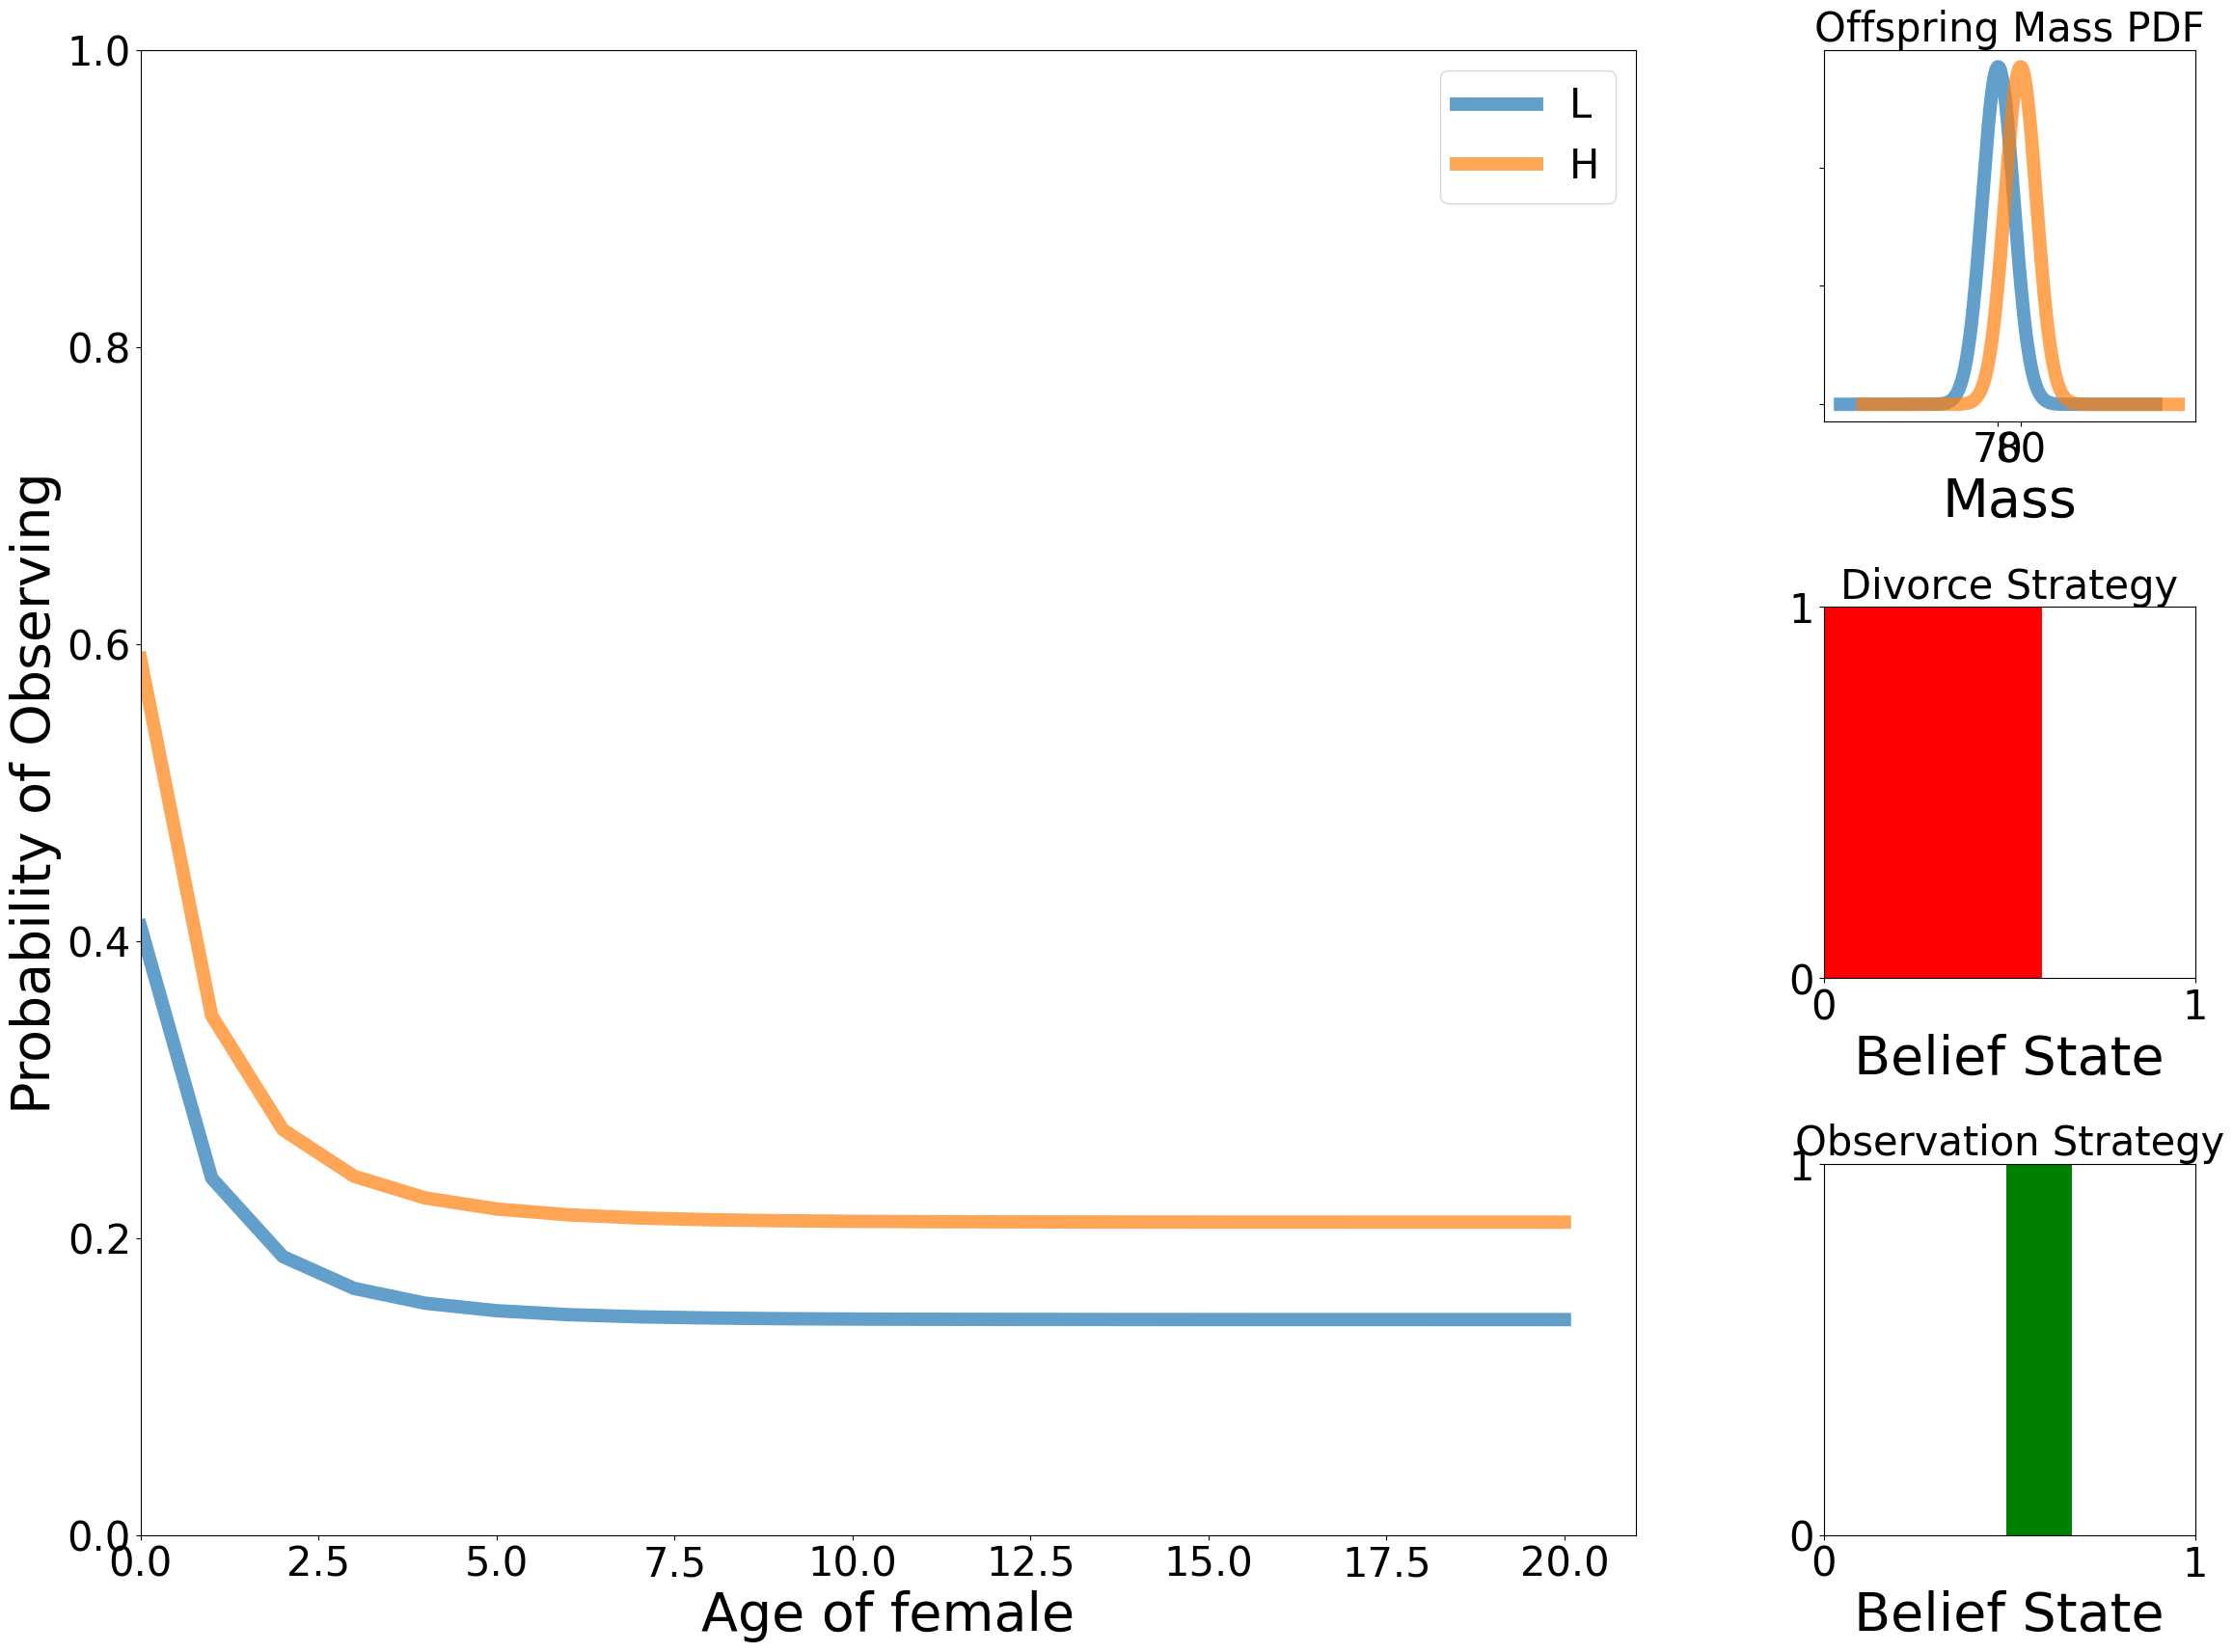 Probability of Observing
1.0
0.8
0.6
0.4
0.2
0.0
0.0 2.5 5.0 7.5 10.0 12.5 15.0 17.5 20.0
Age of female
L
H
Offspring Mass PDF
78 80
Mass
Divorce Strategy
1
0
0 1
Belief State
Observation Strategy
1
0
0 1
Belief State